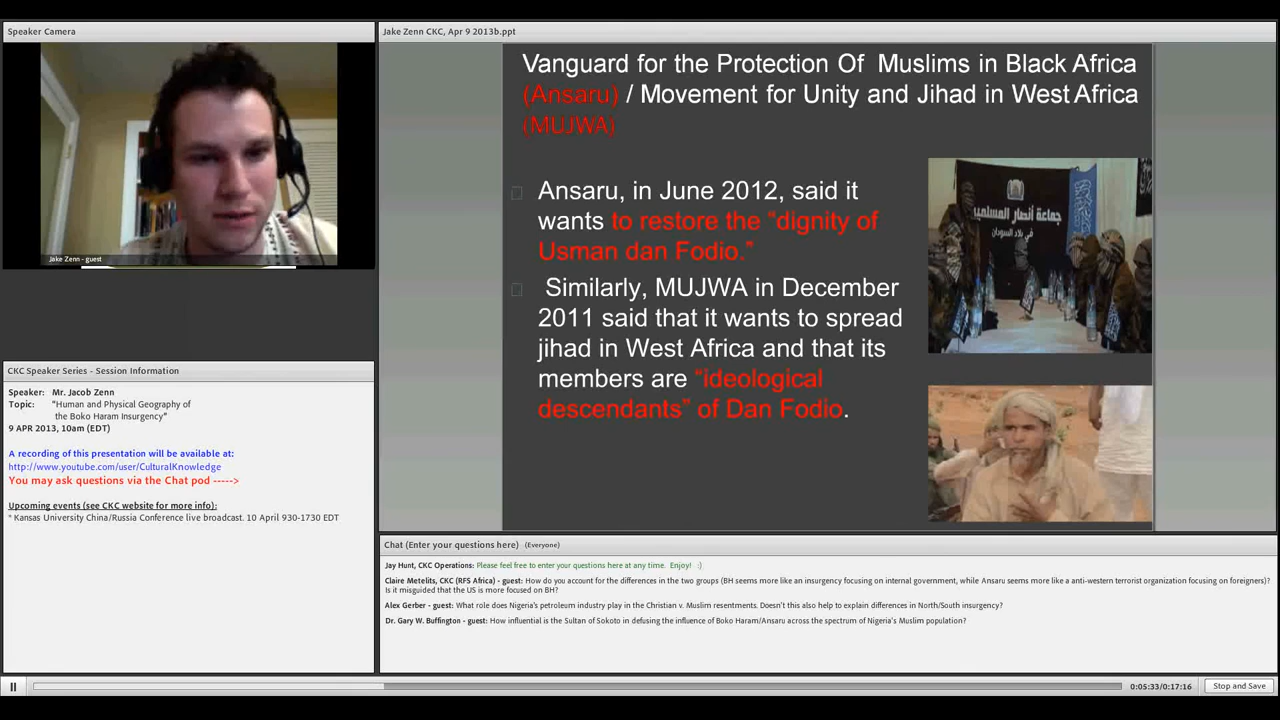 Speaker Camera
Jake Zenn - guest
CKC Speaker Series - Session Information
Speaker: Mr. Jacob Zenn
Topic: "Human and Physical Geography of
the Boko Haram Insurgency"
9 APR 2013, 10am (EDT)
A recording of this presentation will be available at:
http://www.youtube.com/user/CulturalKnowledge
You may ask questions via the Chat pod ----->
Upcoming events (see CKC website for more info):
* Kansas University China/Russia Conference live broadcast. 10 April 930-1730 EDT
Jake Zenn CKC, Apr 9 2013b.ppt
Vanguard for the Protection Of Muslims in Black Africa
(Ansaru) / Movement for Unity and Jihad in West Africa
(MUJWA)
Ansaru, in June 2012, said it
wants to restore the "dignity of
Usman dan Fodio."
Similarly, MUJWA in December
2011 said that it wants to spread
jihad in West Africa and that its
members are "ideological
descendants" of Dan Fodio.
جماعة أنصار المسلمين
في بلاد السودان
Chat (Enter your questions here) (Everyone)
Jay Hunt, CKC Operations: Please feel free to enter your questions here at any time. Enjoy! :)
Claire Metelits, CKC (RFS Africa) - guest: How do you account for the differences in the two groups (BH seems more like an insurgency focusing on internal government, while Ansaru seems more like a anti-western terrorist organization focusing on foreigners)?
Is it misguided that the US is more focused on BH?
Alex Gerber - guest: What role does Nigeria's petroleum industry play in the Christian v. Muslim resentments. Doesn't this also help to explain differences in North/South insurgency?
Dr. Gary W. Buffington - guest: How influential is the Sultan of Sokoto in defusing the influence of Boko Haram/Ansaru across the spectrum of Nigeria's Muslim population?
0:05:33/0:17:16
Stop and Save